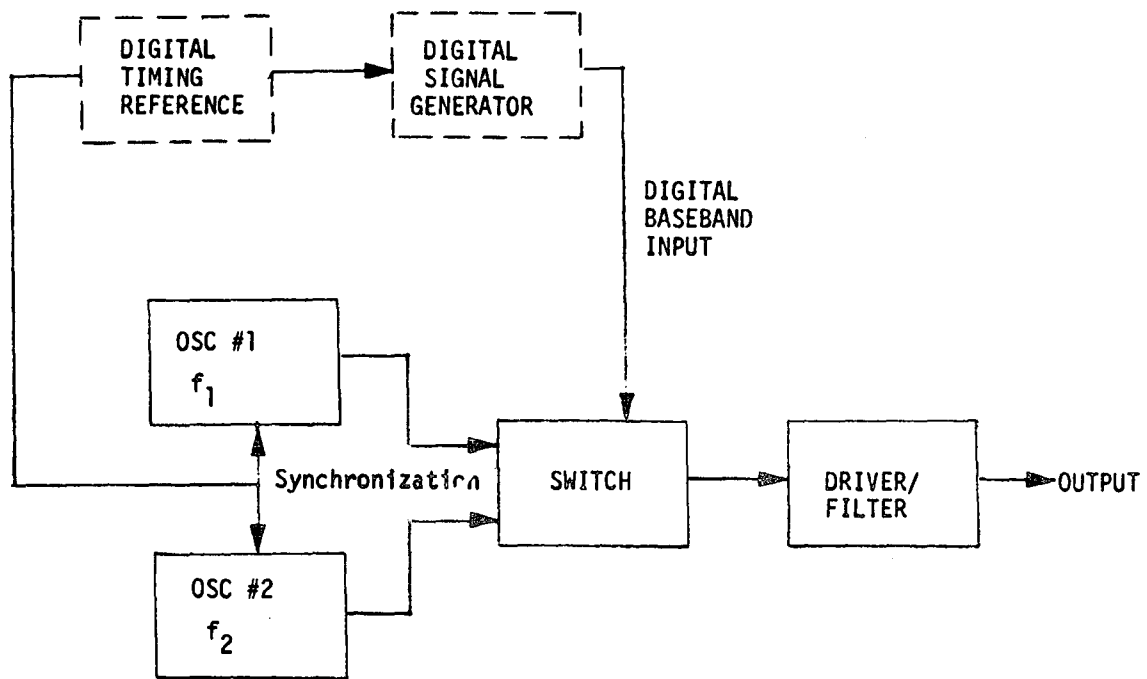 DIGITAL
TIMING
REFERENCE
DIGITAL
SIGNAL
GENERATOR
DIGITAL
BASEBAND
INPUT
OSC #1
f1
Synchronization
SWITCH
DRIVER/
FILTER
OUTPUT
OSC #2
f2